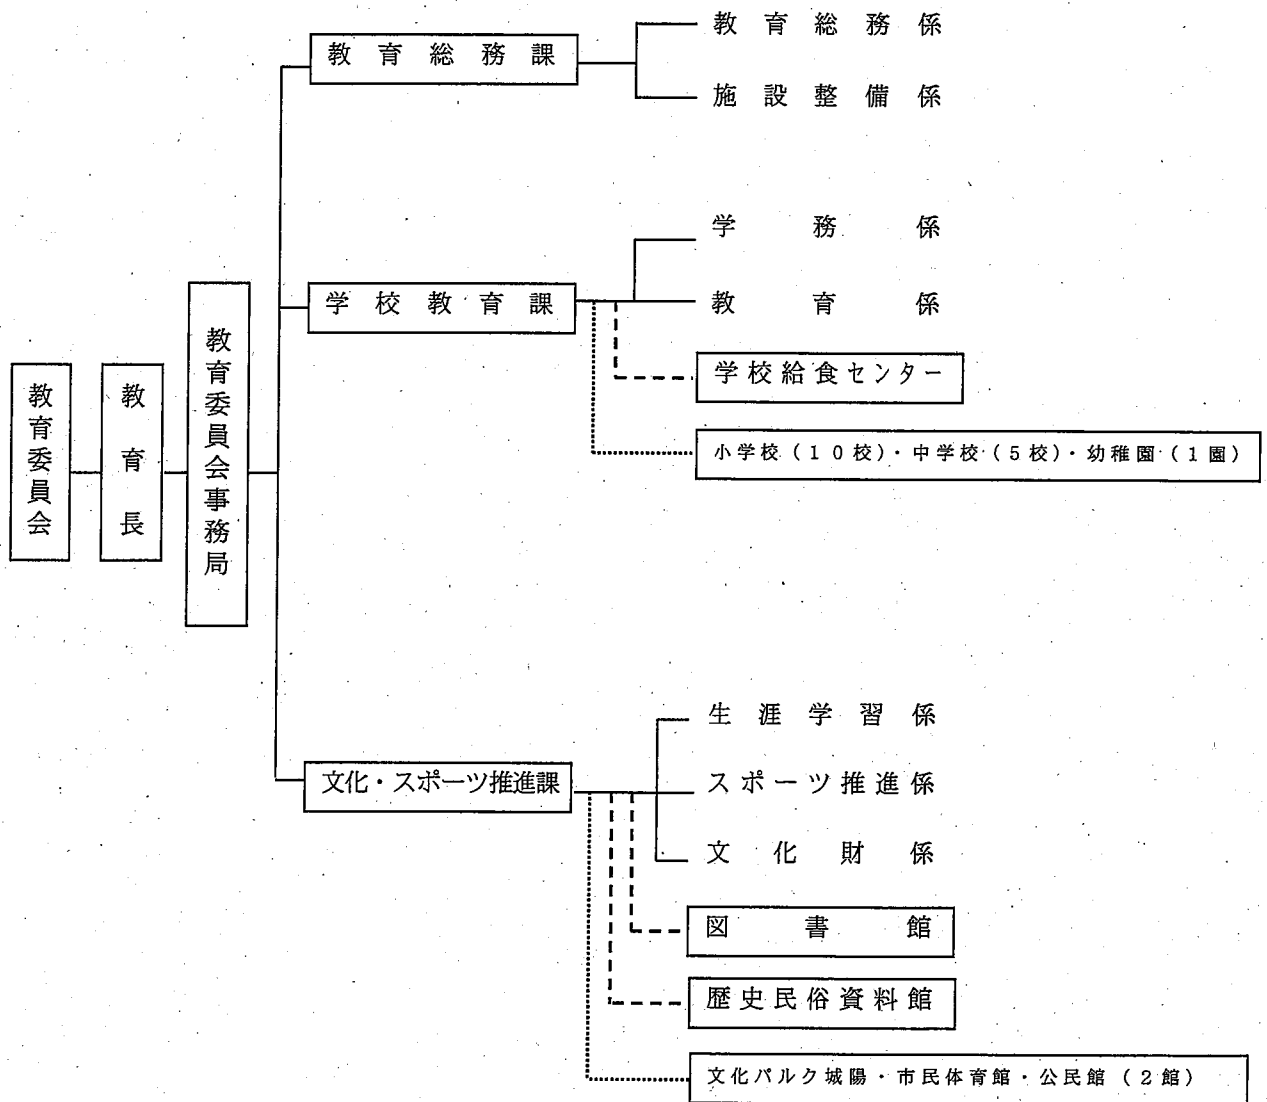 教育委員会
教育長
教育委員会事務局
教育総務課
教育総務係
施設整備係
学校教育課
学務係
教育係
学校給食センター
小学校(10校)・中学校(5校)・幼稚園(1園)
文化・スポーツ推進課
生涯学習係
スポーツ推進係
文化財係
図書館
歴史民俗資料館
文化パルク城陽・市民体育館・公民館(2館)